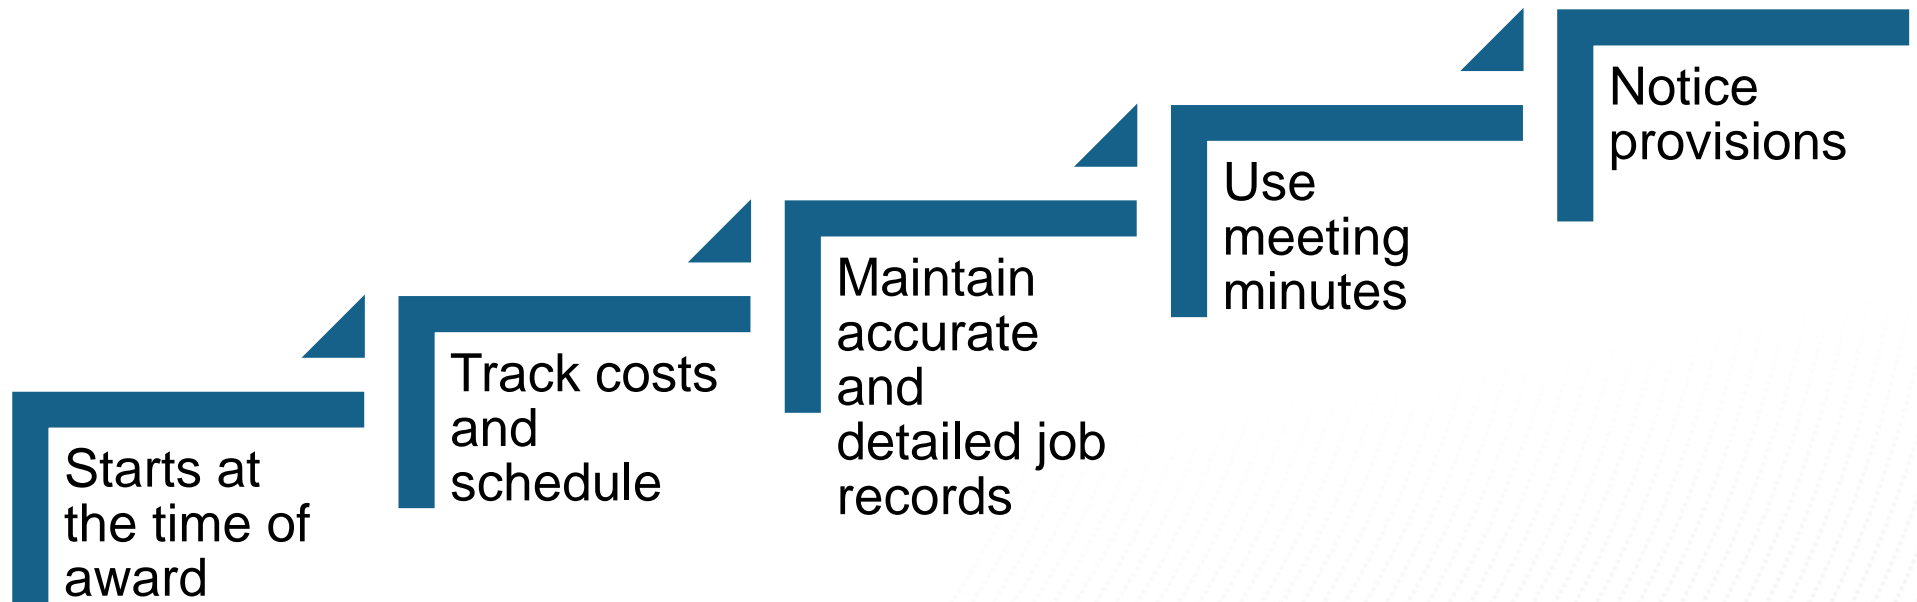 Starts at
the time of
award
Track costs
and
schedule
Maintain
accurate
and
detailed job
records
Use
meeting
minutes
Notice
provisions